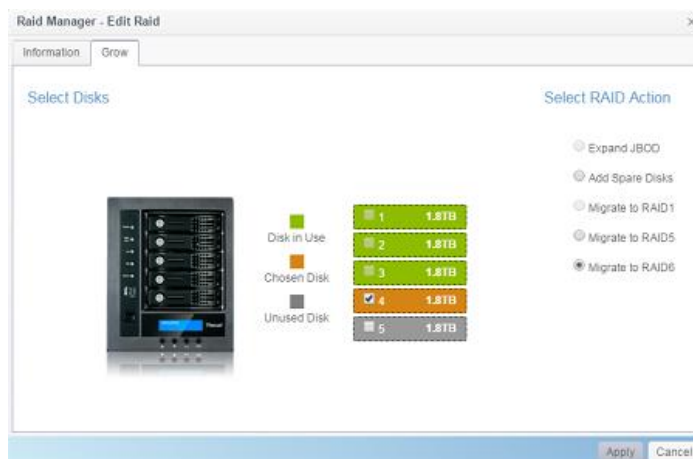 Raid Manager - Edit Raid
Information
Grow
Select Disks
Select RAID Action
Disk in Use
Chosen Disk
Unused Disk
1 1.8TB
2 1.8TB
3 1.8TB
4 1.8TB
5 1.8TB
Expand JBOD
Add Spare Disks
Migrate to RAID1
Migrate to RAID5
Migrate to RAID6
Apply
Cancel